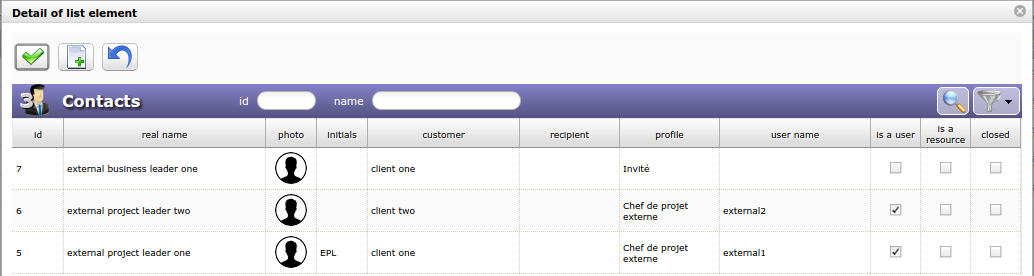 Detail of list element
3 Contacts id name
id real name photo initials customer recipient profile user name is a user is a resource closed
7 external business leader one client one Invité
6 external project leader two client two Chef de projet externe external2
5 external project leader one EPL client one Chef de projet externe external1